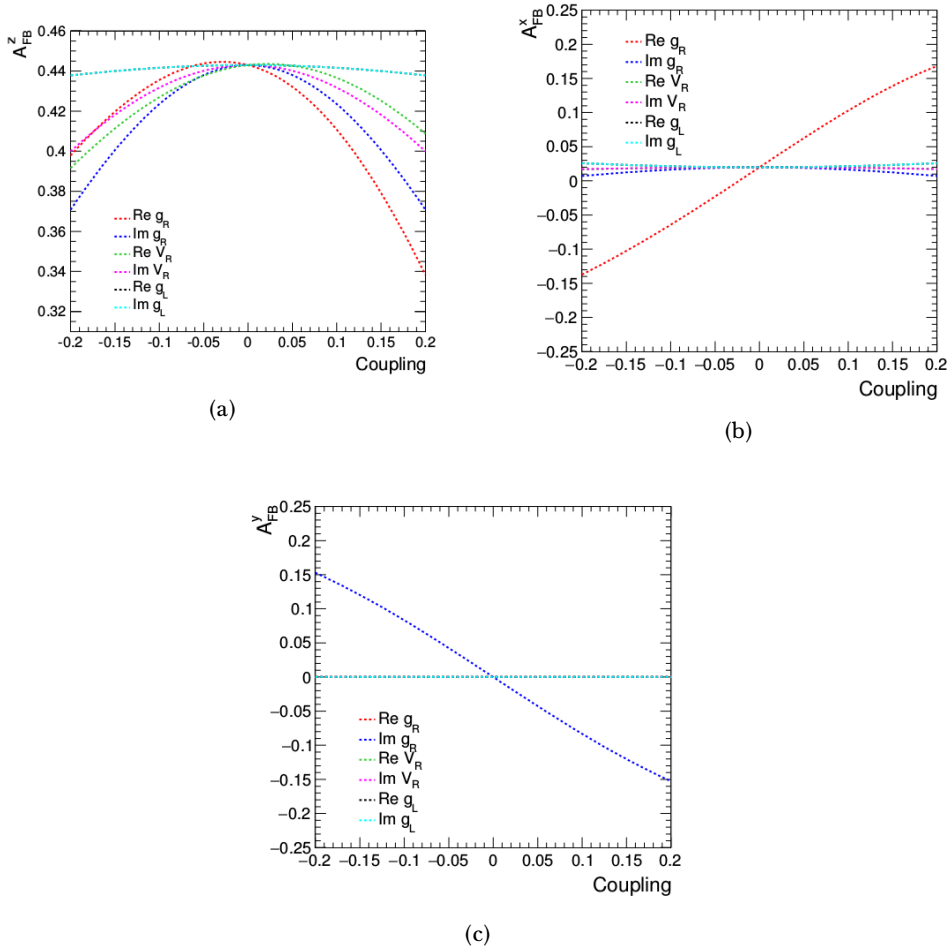 A^z_FB
0.46
0.44
0.42
0.4
0.38
0.36
0.34
0.32
Re g_R
Im g_R
Re V_R
Im V_R
Re g_L
Im g_L
-0.2 -0.15 -0.1 -0.05 0 0.05 0.1 0.15 0.2
Coupling
(a)
A^x_FB
0.25
0.2
0.15
0.1
0.05
0
−0.05
−0.1
−0.15
−0.2
−0.25
Re g_R
Im g_R
Re V_R
Im V_R
Re g_L
Im g_L
−0.2 −0.15 −0.1 −0.05 0 0.05 0.1 0.15 0.2
Coupling
(b)
A^y_FB
0.25
0.2
0.15
0.1
0.05
0
−0.05
−0.1
−0.15
−0.2
−0.25
Re g_R
Im g_R
Re V_R
Im V_R
Re g_L
Im g_L
−0.2 −0.15 −0.1 −0.05 0 0.05 0.1 0.15 0.2
Coupling
(c)